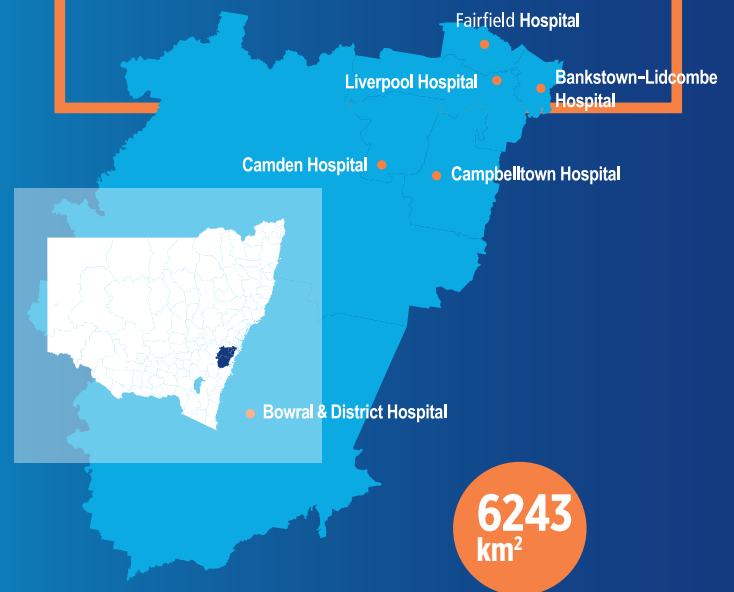 Fairfield Hospital
Liverpool Hospital
Bankstown-Lidcombe
Hospital
Camden Hospital
Campbelltown Hospital
Bowral & District Hospital
6243
km²